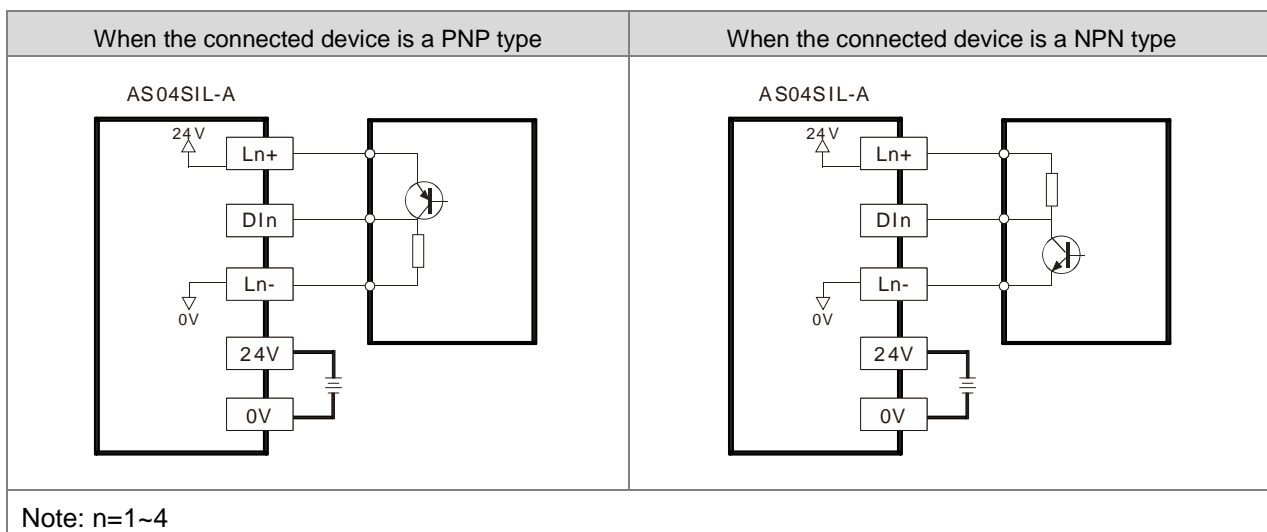 When the connected device is a PNP type
When the connected device is a NPN type
AS04SIL-A
24V
Ln+
DIn
Ln-
0V
24V
0V
AS04SIL-A
24V
Ln+
DIn
Ln-
0V
24V
0V
Note: n=1~4